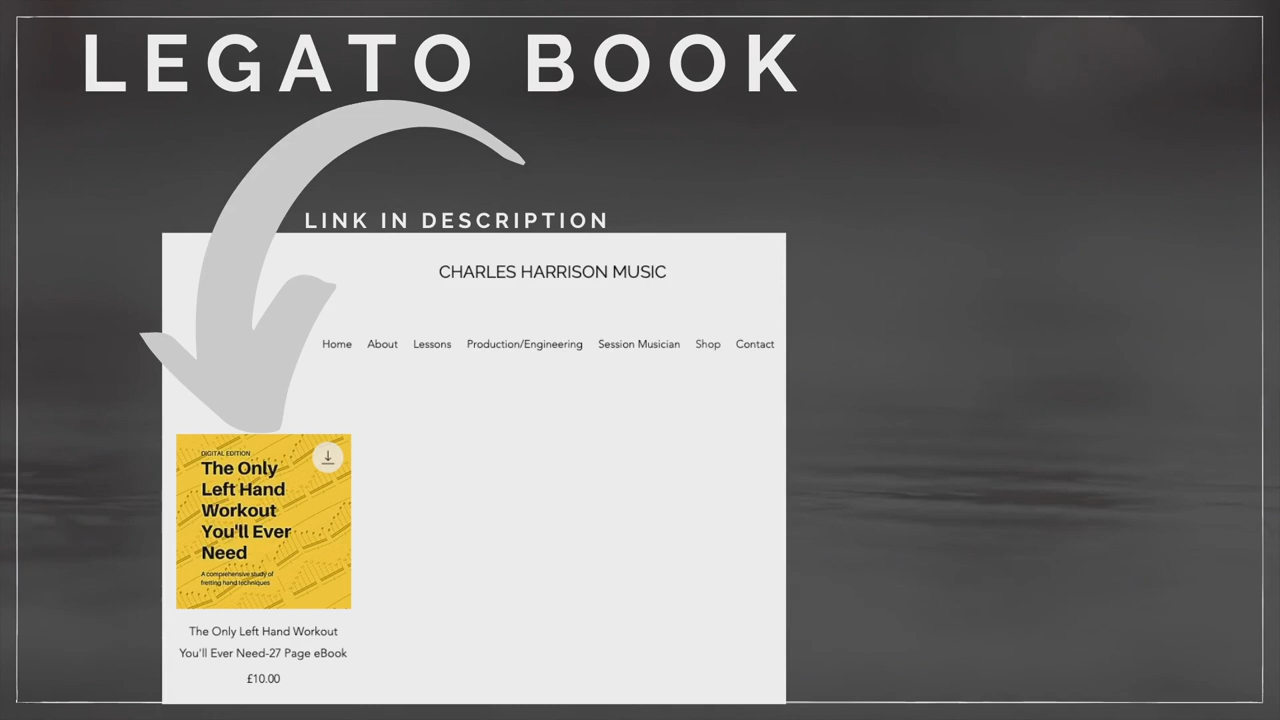 LEGATO BOOK
LINK IN DESCRIPTION
CHARLES HARRISON MUSIC
Home About Lessons Production/Engineering Session Musician Shop Contact
DIGITAL EDITION
The Only
Left Hand
Workout
You'll Ever
Need
A comprehensive study of
fretting hand techniques
The Only Left Hand Workout
You'll Ever Need-27 Page eBook
£10.00